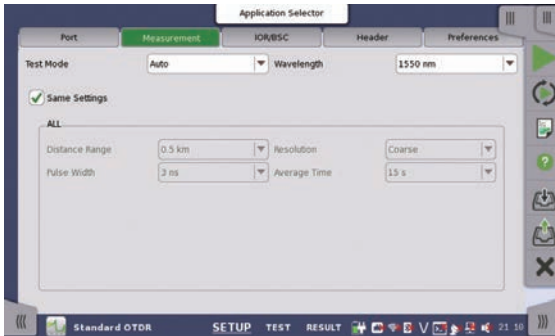 Application Selector
Port Measurement IOR/BSC Header Preferences
Test Mode Auto Wavelength 1550 nm
Same Settings
ALL
Distance Range 0.5 km Resolution Coarse
Pulse Width 3 ns Average Time 15 s
Standard OTDR SETUP TEST RESULT 21 10